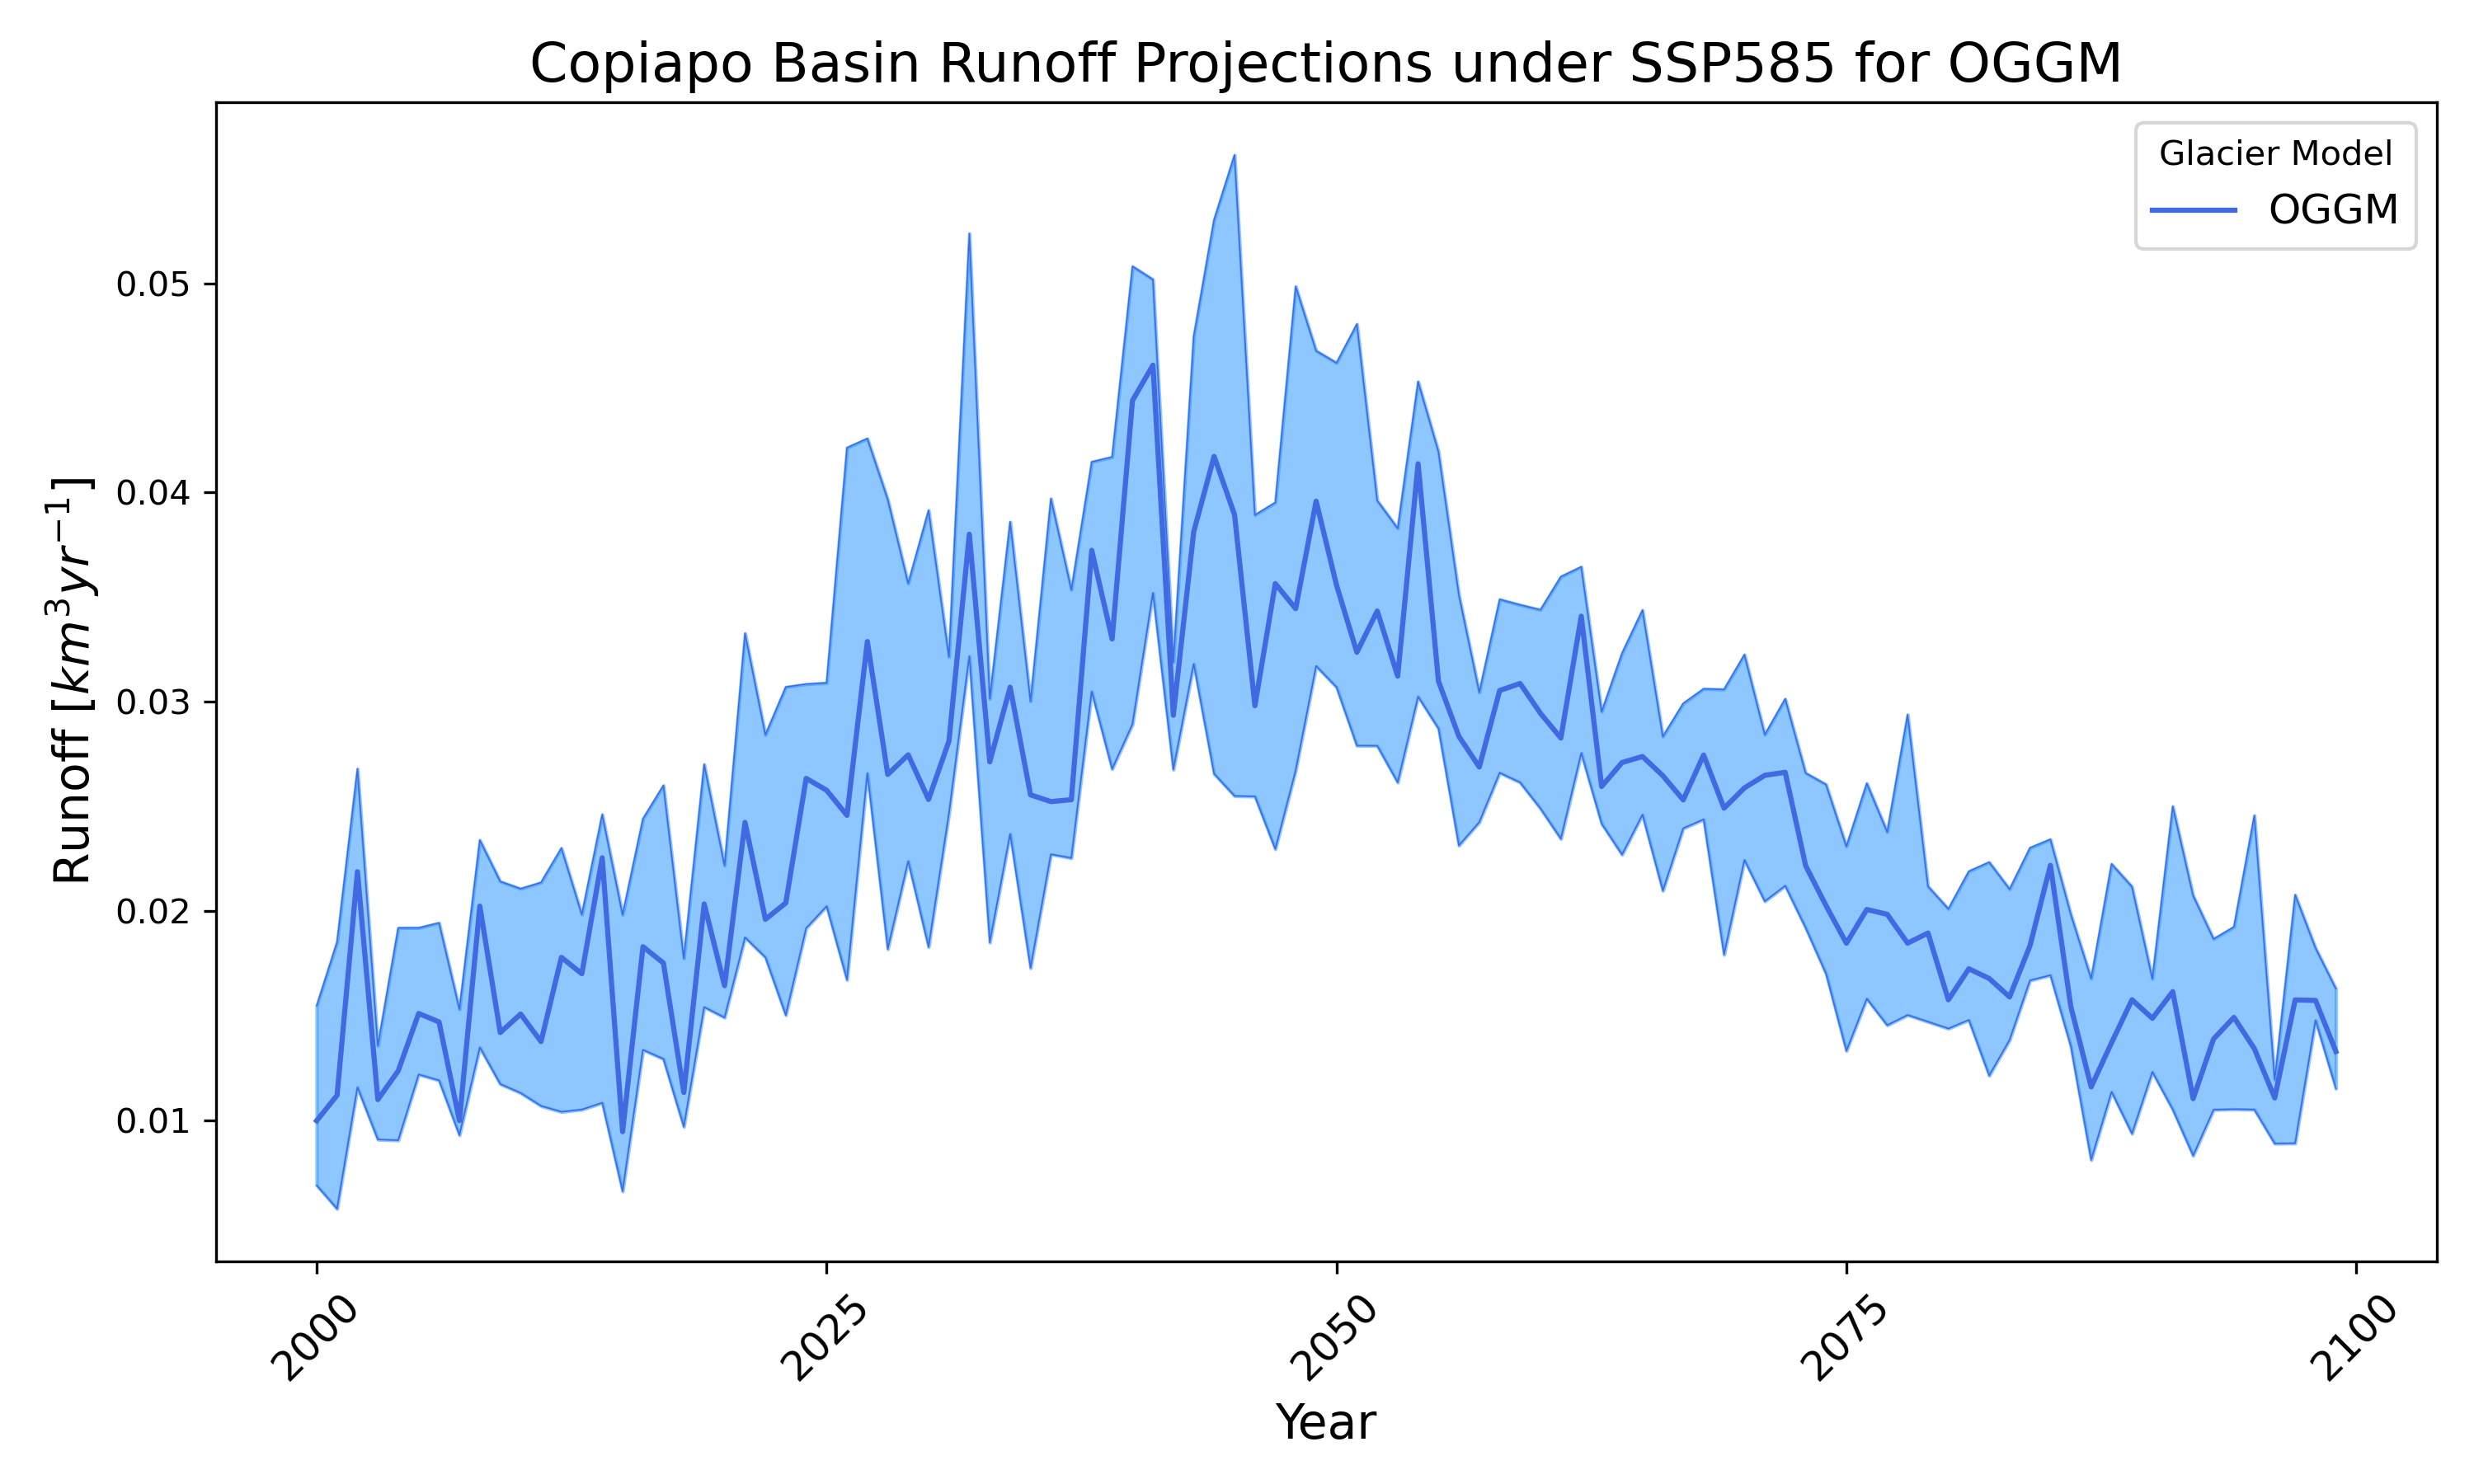 Copiapo Basin Runoff Projections under SSP585 for OGGM
Glacier Model
OGGM
Runoff [km³yr⁻¹]
0.05
0.04
0.03
0.02
0.01
2000
2025
2050
2075
2100
Year